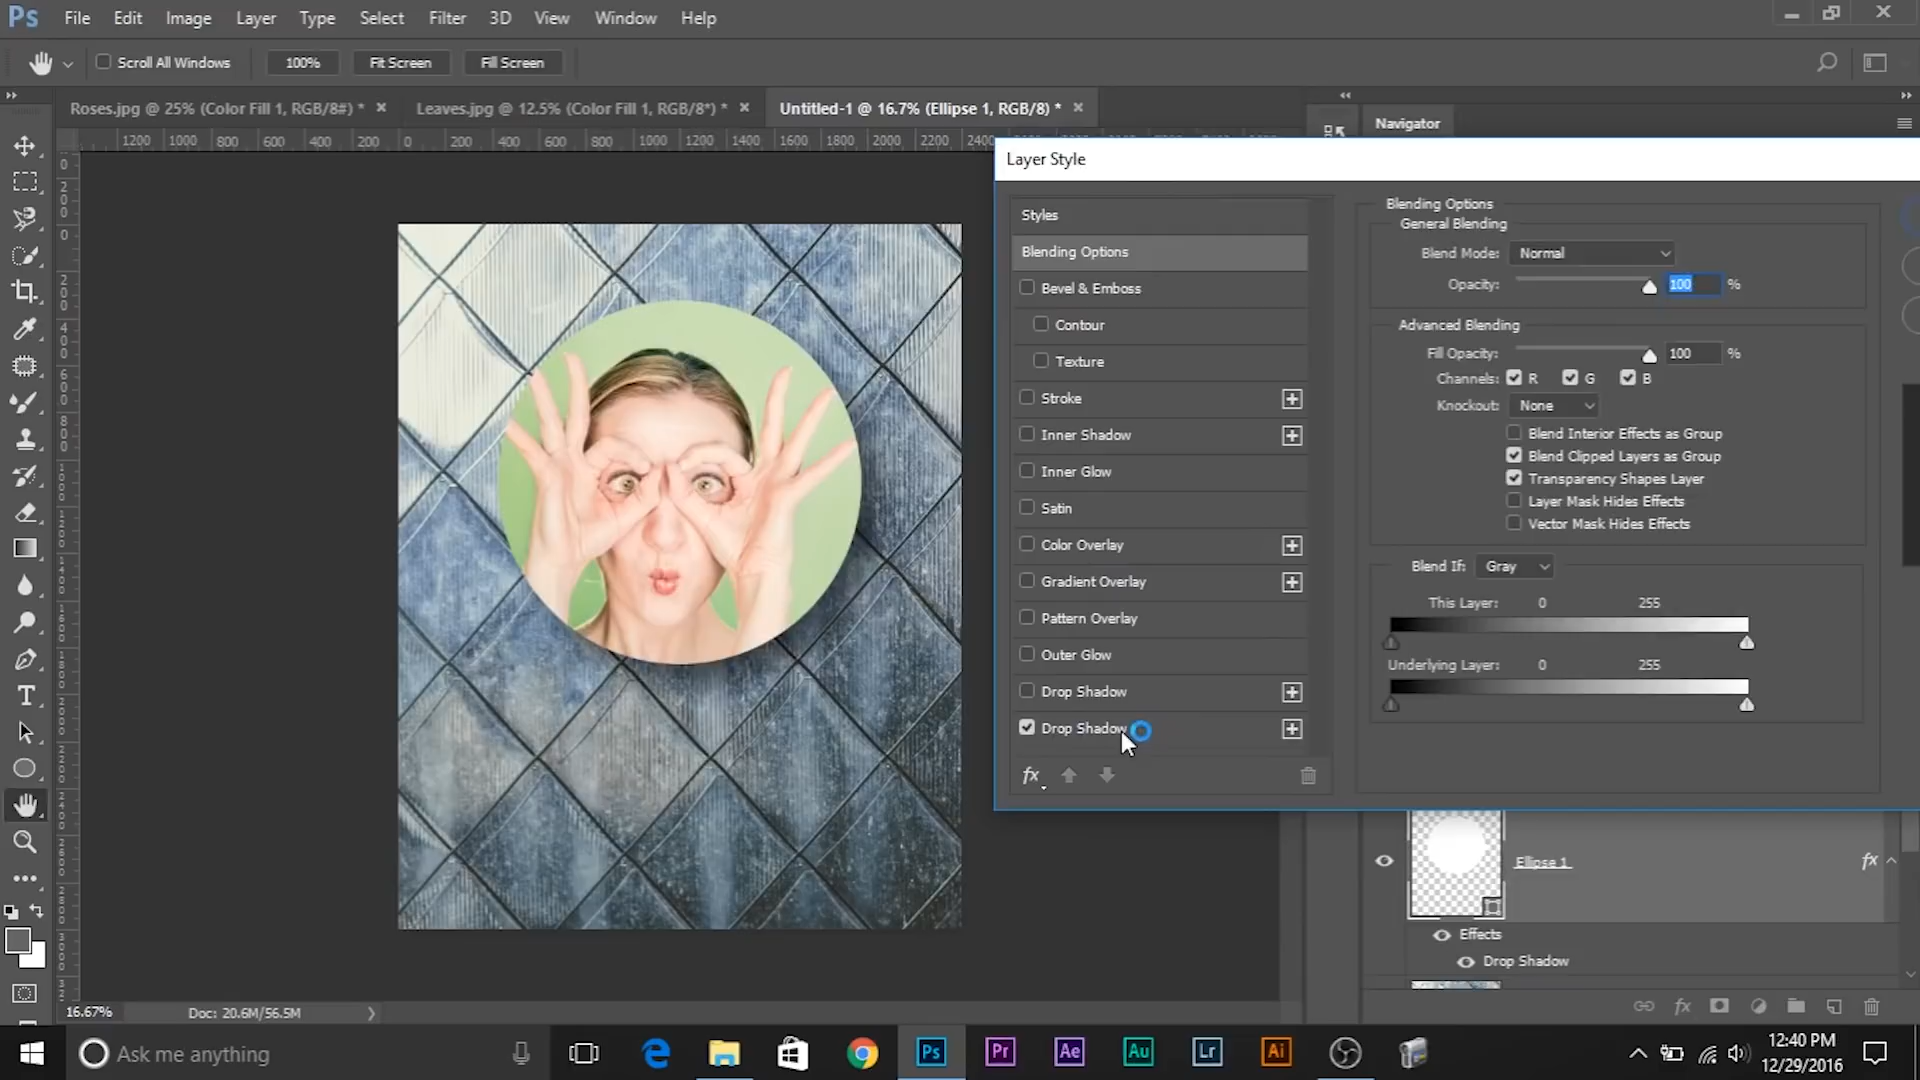 Ps File Edit Image Layer Type Select Filter 3D View Window Help
Scroll All Windows 100% Fit Screen Fill Screen
Roses.jpg @ 25% (Color Fill 1, RGB/8#) * Leaves.jpg @ 12.5% (Color Fill 1, RGB/8*) * Untitled-1 @ 16.7% (Ellipse 1, RGB/8) *
Navigator
1200 1000 800 600 400 200 0 200 400 600 800 1000 1200 1400 1600 1800 2000 2200 2400
Layer Style
Styles
Blending Options
Bevel & Emboss
Contour
Texture
Stroke
Inner Shadow
Inner Glow
Satin
Color Overlay
Gradient Overlay
Pattern Overlay
Outer Glow
Drop Shadow
Drop Shadow
fx
Blending Options
General Blending
Blend Mode: Normal
Opacity: 100 %
Advanced Blending
Fill Opacity: 100 %
Channels: R G B
Knockout: None
Blend Interior Effects as Group
Blend Clipped Layers as Group
Transparency Shapes Layer
Layer Mask Hides Effects
Vector Mask Hides Effects
Blend If: Gray
This Layer: 0 255
Underlying Layer: 0 255
Ellipse 1 fx
Effects
Drop Shadow
fx
16.67% Doc: 20.6M/56.5M
Ask me anything
Ps Pr Ae Au Lr Ai
12:40 PM
12/29/2016